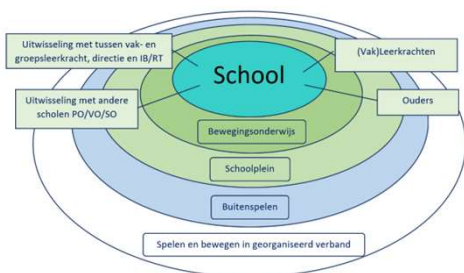 Uitwisseling met tussen vak- en
groepsleerkracht, directie en IB/RT
(Vak)Leerkrachten
School
Uitwisseling met andere
scholen PO/VO/SO
Ouders
Bewegingsonderwijs
Schoolplein
Buitenspelen
Spelen en bewegen in georganiseerd verband